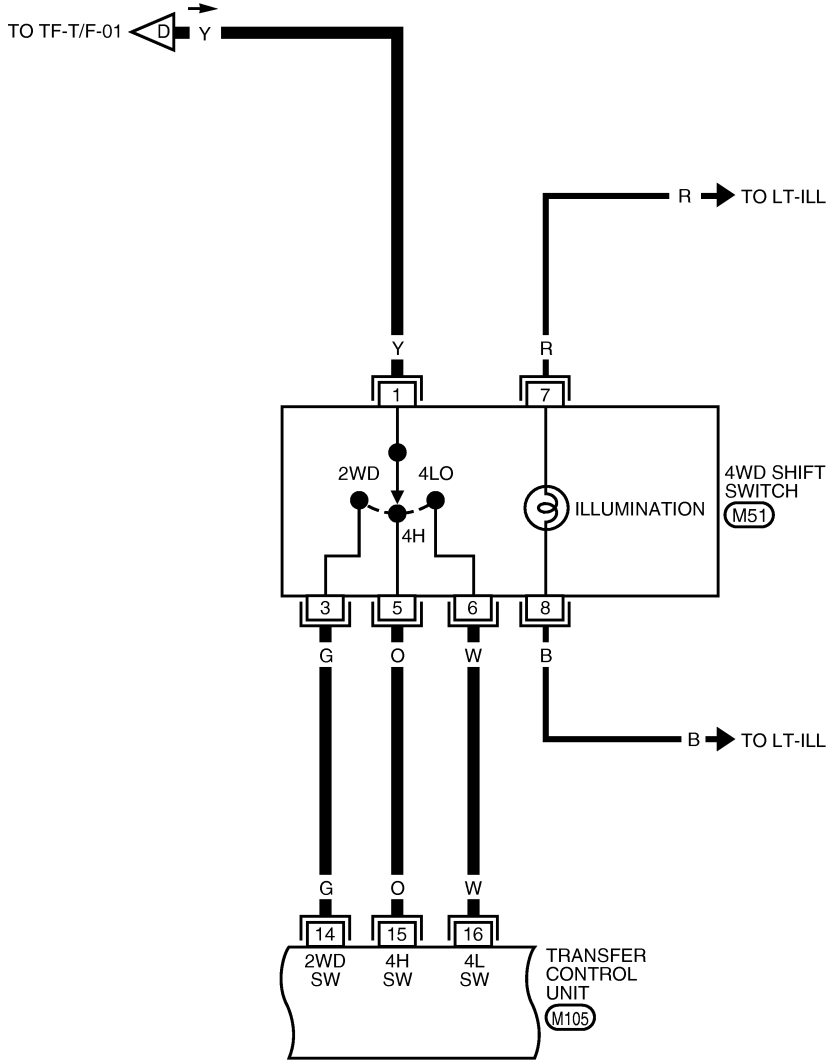 TO TF-T/F-01
D
Y
R
TO LT-ILL
Y
R
1
7
2WD
4LO
4H
ILLUMINATION
4WD SHIFT
SWITCH
M51
3
5
6
8
G
O
W
B
B
TO LT-ILL
G
O
W
14
15
16
2WD
SW
4H
SW
4L
SW
TRANSFER
CONTROL
UNIT
M105